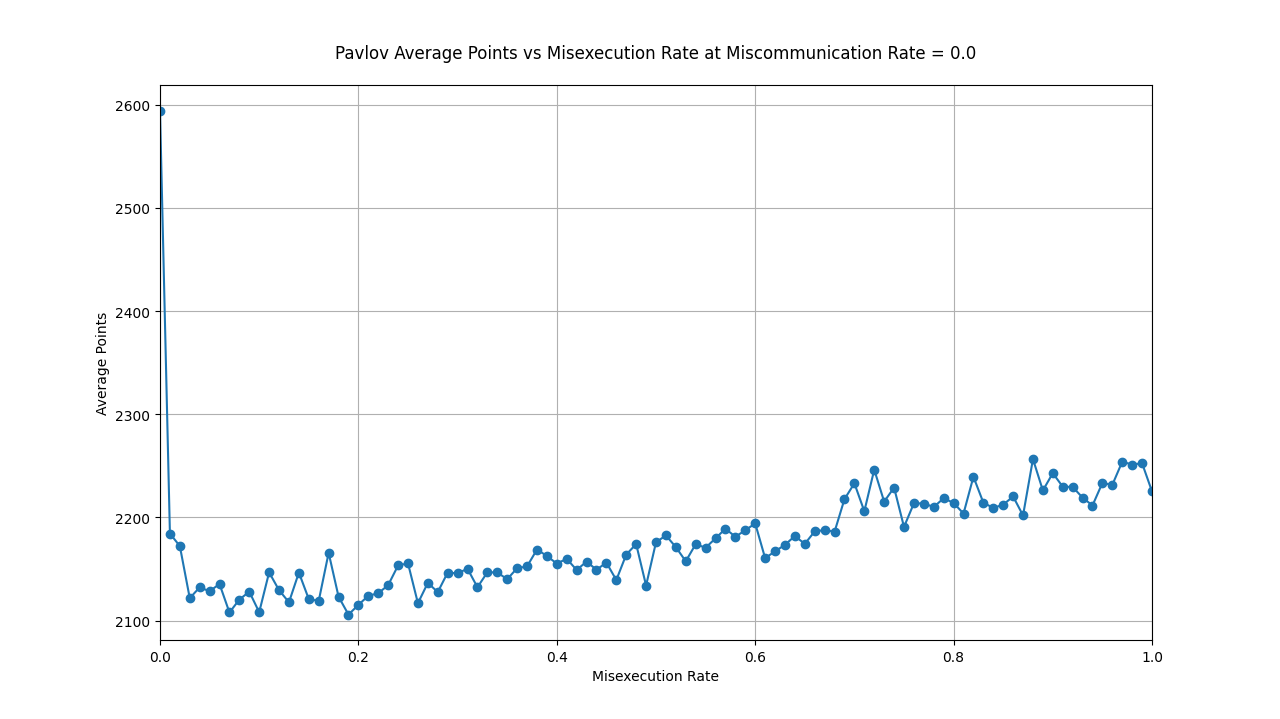 Pavlov Average Points vs Misexecution Rate at Miscommunication Rate = 0.0
2600
2500
2400
2300
2200
2100
Average Points
0.0 0.2 0.4 0.6 0.8 1.0
Misexecution Rate